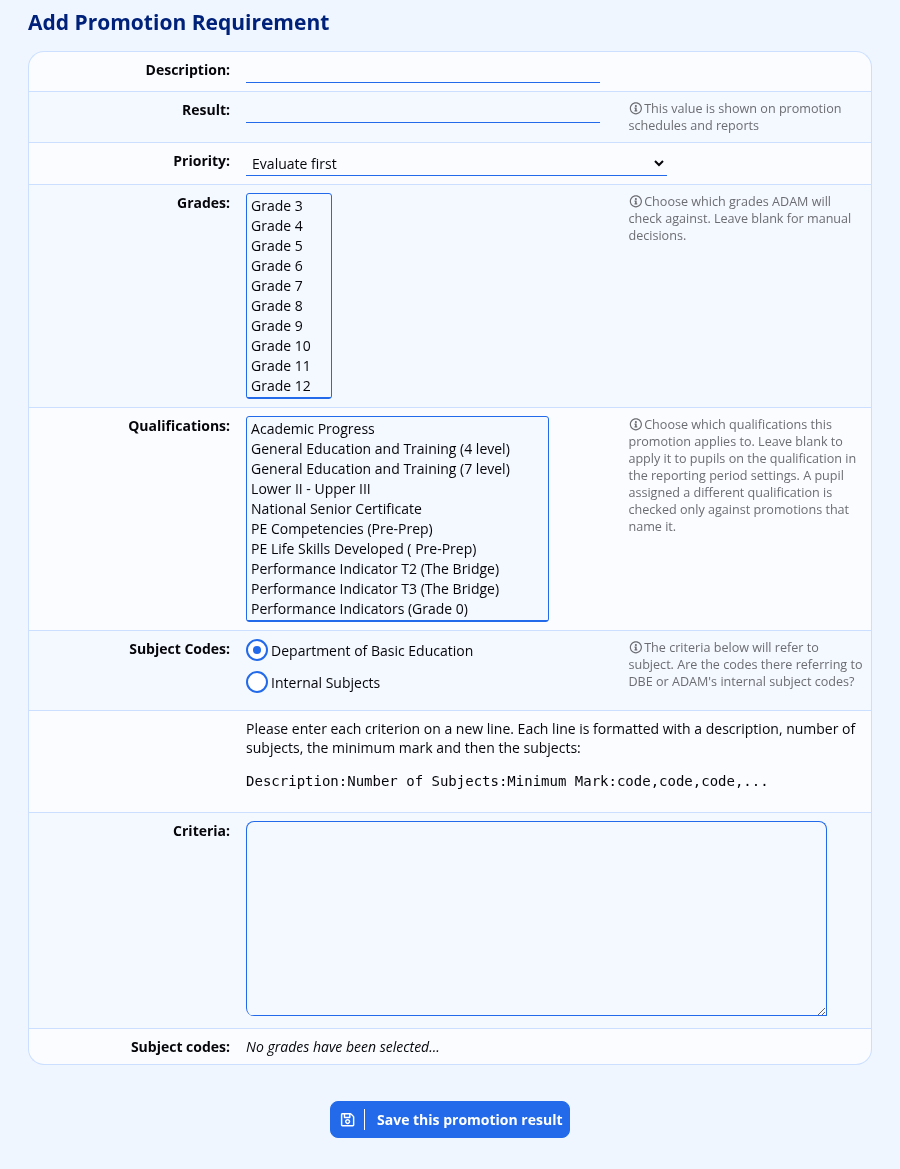 Add Promotion Requirement
Description:
Result:
This value is shown on promotion
schedules and reports
Priority:
Evaluate first
Grades:
Grade 3
Grade 4
Grade 5
Grade 6
Grade 7
Grade 8
Grade 9
Grade 10
Grade 11
Grade 12
Choose which grades ADAM will
check against. Leave blank for manual
decisions.
Qualifications:
Academic Progress
General Education and Training (4 level)
General Education and Training (7 level)
Lower II - Upper III
National Senior Certificate
PE Competencies (Pre-Prep)
PE Life Skills Developed ( Pre-Prep)
Performance Indicator T2 (The Bridge)
Performance Indicator T3 (The Bridge)
Performance Indicators (Grade 0)
Choose which qualifications this
promotion applies to. Leave blank to
apply it to pupils on the qualification in
the reporting period settings. A pupil
assigned a different qualification is
checked only against promotions that
name it.
Subject Codes:
Department of Basic Education
Internal Subjects
The criteria below will refer to
subject. Are the codes there referring to
DBE or ADAM's internal subject codes?
Please enter each criterion on a new line. Each line is formatted with a description, number of
subjects, the minimum mark and then the subjects:
Description:Number of Subjects:Minimum Mark:code,code,code,...
Criteria:
Subject codes:
No grades have been selected...
Save this promotion result